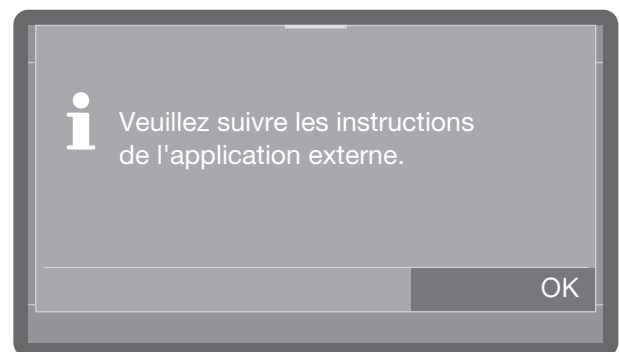 Veuillez suivre les instructions
de l'application externe.
OK